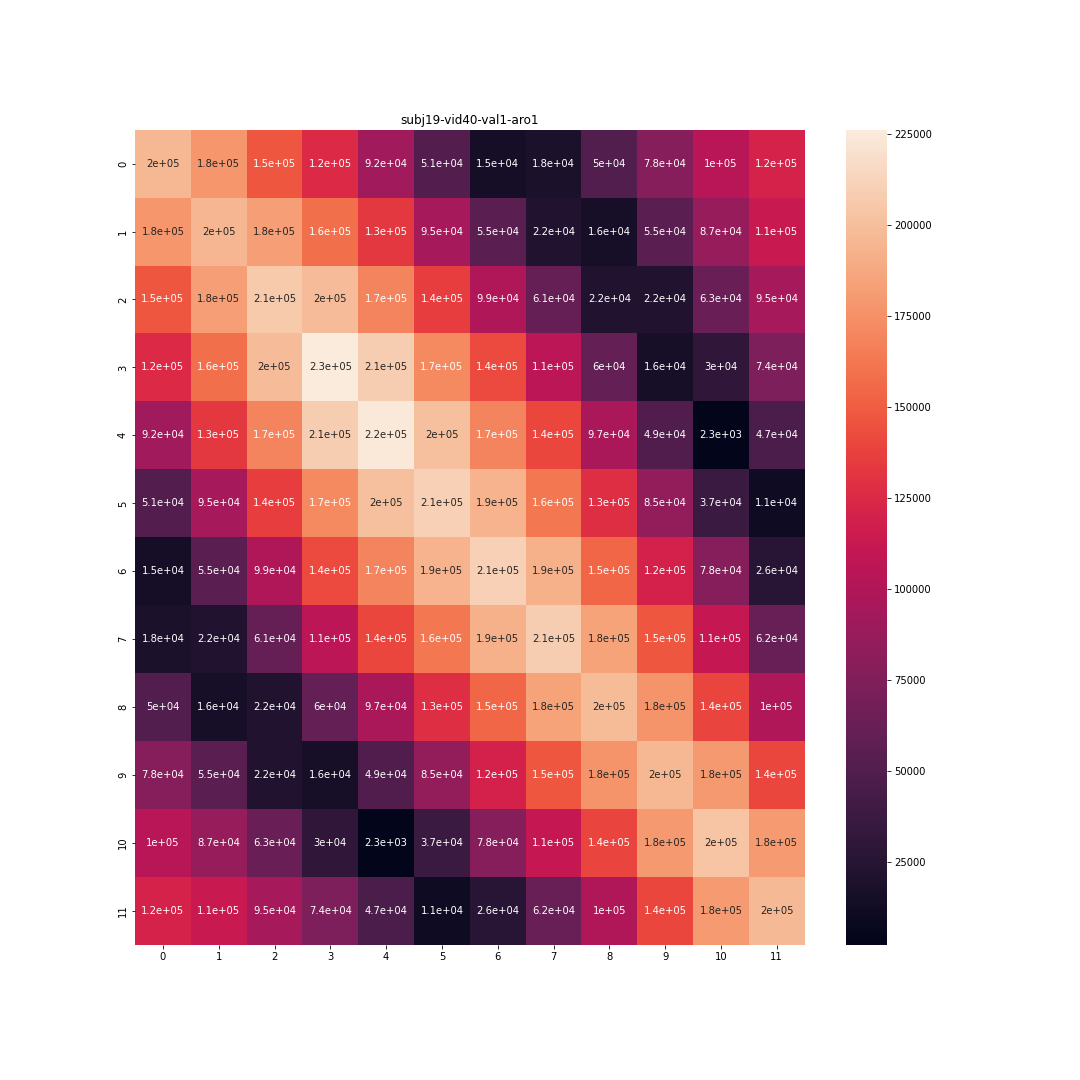 subj19-vid40-val1-aro1
0 2e+05 1.8e+05 1.5e+05 1.2e+05 9.2e+04 5.1e+04 1.5e+04 1.8e+04 5e+04 7.8e+04 1e+05 1.2e+05
1 1.8e+05 2e+05 1.8e+05 1.6e+05 1.3e+05 9.5e+04 5.5e+04 2.2e+04 1.6e+04 5.5e+04 8.7e+04 1.1e+05
2 1.5e+05 1.8e+05 2.1e+05 2e+05 1.7e+05 1.4e+05 9.9e+04 6.1e+04 2.2e+04 2.2e+04 6.3e+04 9.5e+04
3 1.2e+05 1.6e+05 2e+05 2.3e+05 2.1e+05 1.7e+05 1.4e+05 1.1e+05 6e+04 1.6e+04 3e+04 7.4e+04
4 9.2e+04 1.3e+05 1.7e+05 2.1e+05 2.2e+05 2e+05 1.7e+05 1.4e+05 9.7e+04 4.9e+04 2.3e+03 4.7e+04
5 5.1e+04 9.5e+04 1.4e+05 1.7e+05 2e+05 2.1e+05 1.9e+05 1.6e+05 1.3e+05 8.5e+04 3.7e+04 1.1e+04
6 1.5e+04 5.5e+04 9.9e+04 1.4e+05 1.7e+05 1.9e+05 2.1e+05 1.9e+05 1.5e+05 1.2e+05 7.8e+04 2.6e+04
7 1.8e+04 2.2e+04 6.1e+04 1.1e+05 1.4e+05 1.6e+05 1.9e+05 2.1e+05 1.8e+05 1.5e+05 1.1e+05 6.2e+04
8 5e+04 1.6e+04 2.2e+04 6e+04 9.7e+04 1.3e+05 1.5e+05 1.8e+05 2e+05 1.8e+05 1.4e+05 1e+05
9 7.8e+04 5.5e+04 2.2e+04 1.6e+04 4.9e+04 8.5e+04 1.2e+05 1.5e+05 1.8e+05 2e+05 1.8e+05 1.4e+05
10 1e+05 8.7e+04 6.3e+04 3e+04 2.3e+03 3.7e+04 7.8e+04 1.1e+05 1.4e+05 1.8e+05 2e+05 1.8e+05
11 1.2e+05 1.1e+05 9.5e+04 7.4e+04 4.7e+04 1.1e+04 2.6e+04 6.2e+04 1e+05 1.4e+05 1.8e+05 2e+05
0 1 2 3 4 5 6 7 8 9 10 11
225000
200000
175000
150000
125000
100000
75000
50000
25000